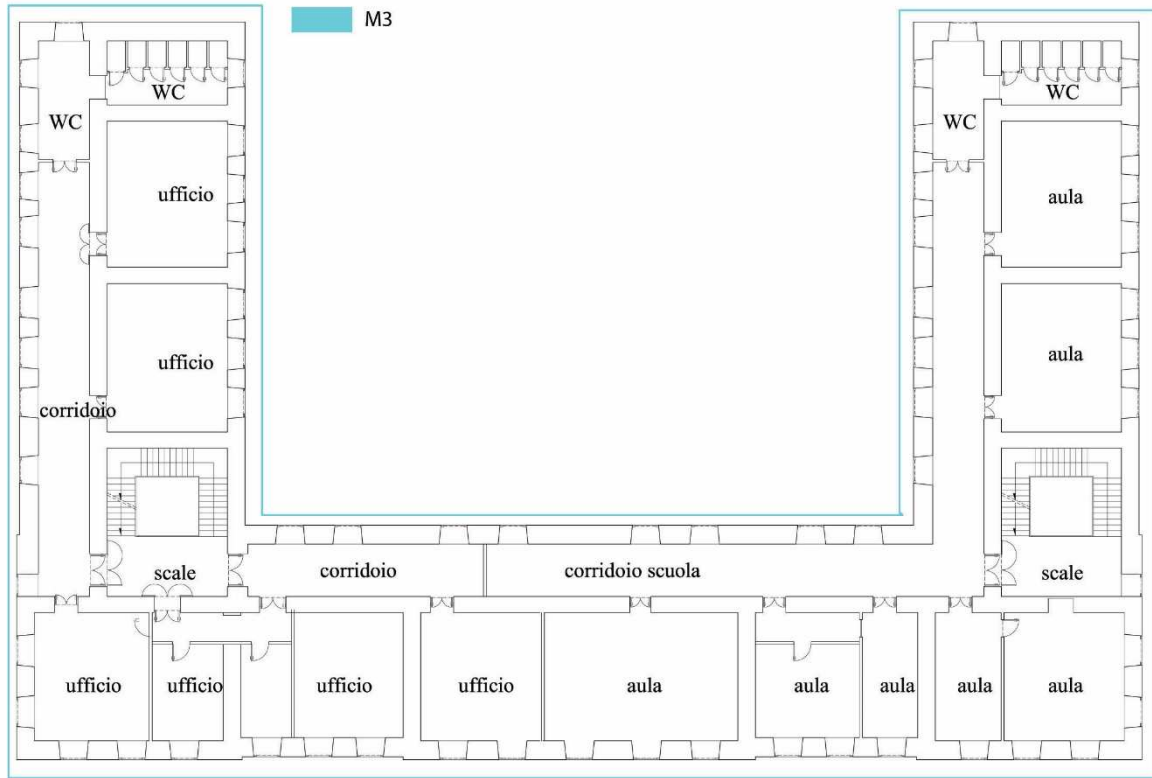 M3
WC
WC
WC
WC
ufficio
aula
ufficio
aula
corridoio
scale
corridoio
corridoio scuola
scale
ufficio
ufficio
ufficio
ufficio
aula
aula
aula
aula
aula